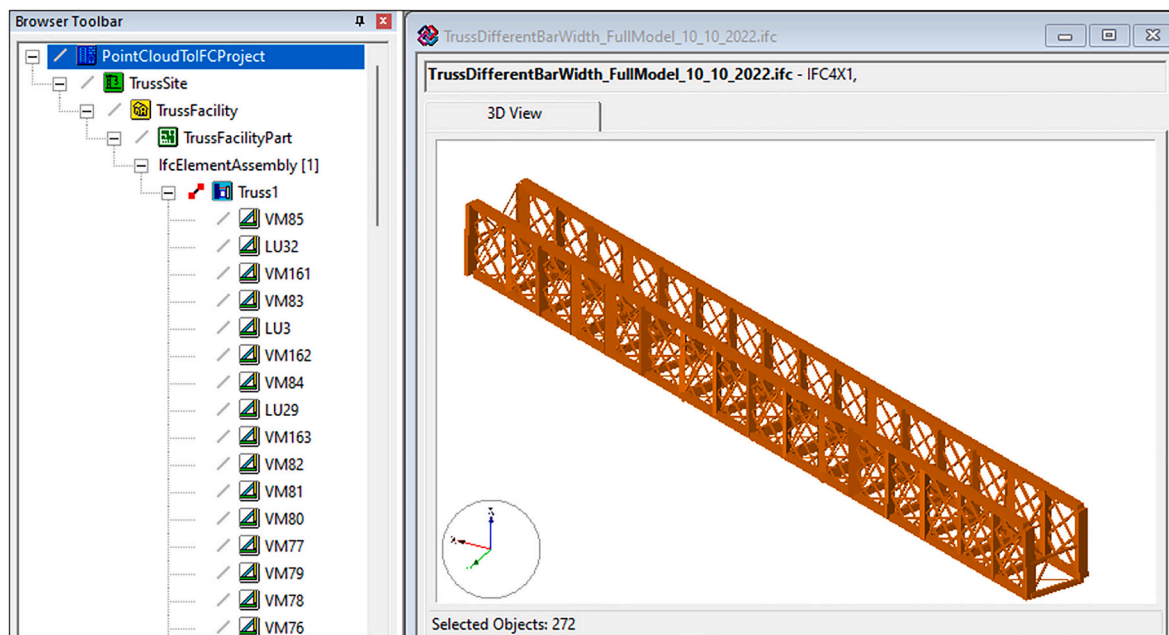 Browser Toolbar
PointCloudToIFCProject
TrussSite
TrussFacility
TrussFacilityPart
IfcElementAssembly [1]
Truss1
VM85
LU32
VM161
VM83
LU3
VM162
VM84
LU29
VM163
VM82
VM81
VM80
VM77
VM79
VM78
VM76
TrussDifferentBarWidth_FullModel_10_10_2022.ifc
TrussDifferentBarWidth_FullModel_10_10_2022.ifc - IFC4X1,
3D View
Selected Objects: 272